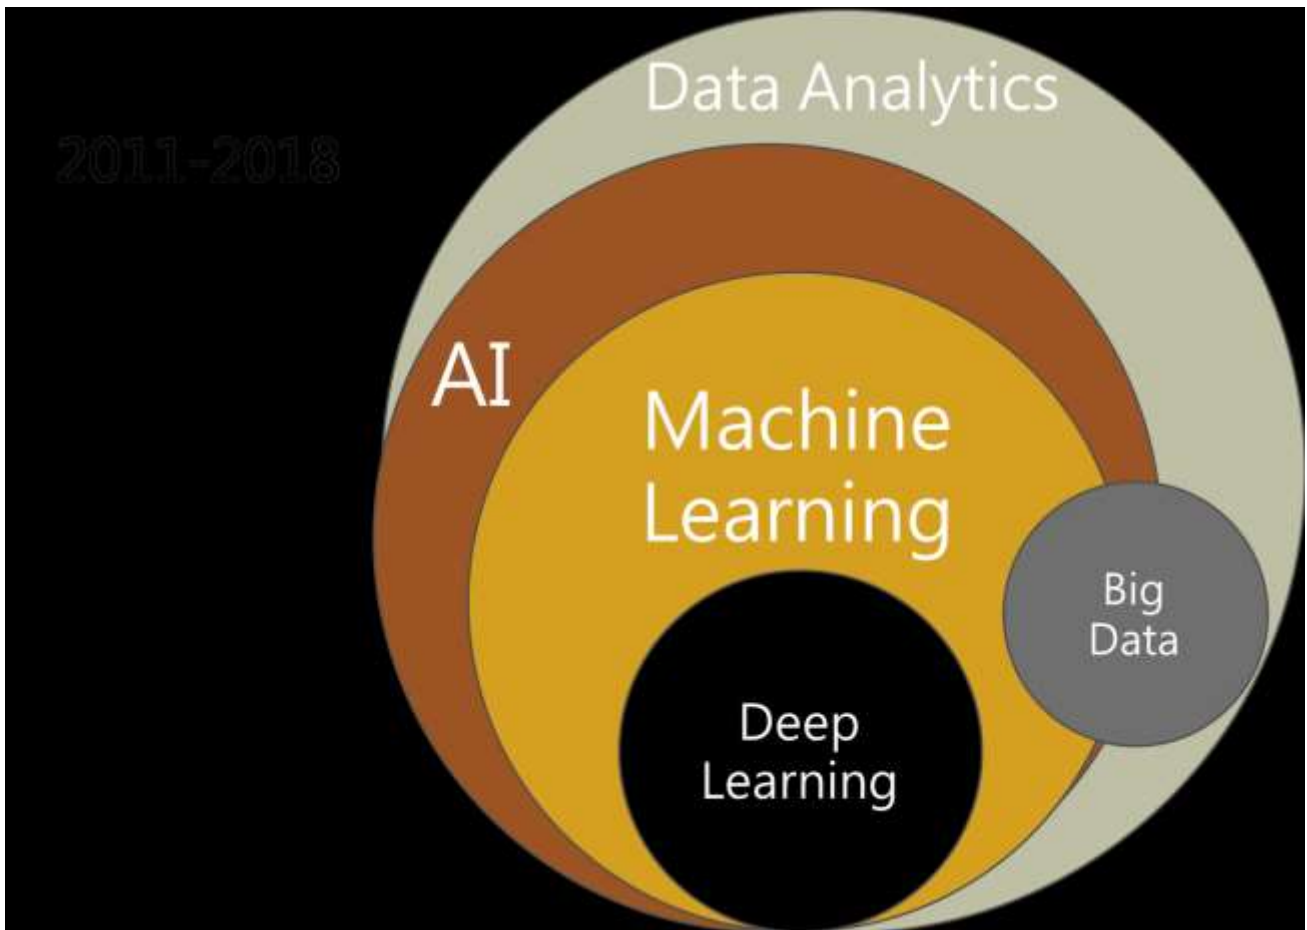 Data Analytics
2011-2018
AI
Machine
Learning
Big
Data
Deep
Learning